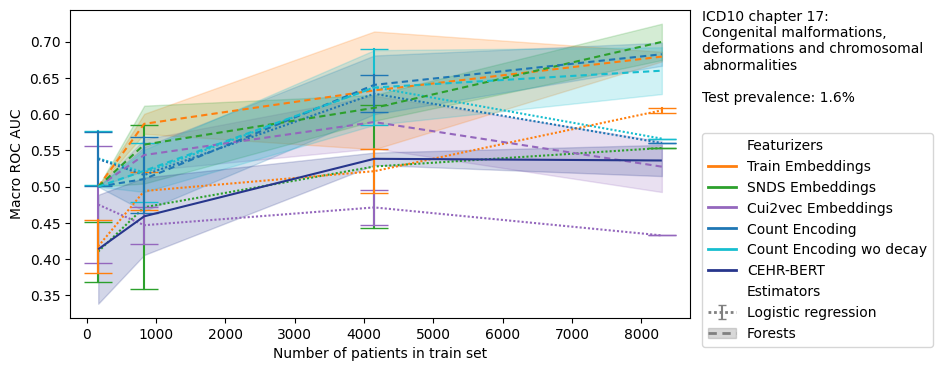 ICD10 chapter 17:
Congenital malformations,
deformations and chromosomal
abnormalities
Test prevalence: 1.6%
Macro ROC AUC
0.70
0.65
0.60
0.55
0.50
0.45
0.40
0.35
0 1000 2000 3000 4000 5000 6000 7000 8000
Number of patients in train set
Featurizers
Train Embeddings
SNDS Embeddings
Cui2vec Embeddings
Count Encoding
Count Encoding wo decay
CEHR-BERT
Estimators
Logistic regression
Forests